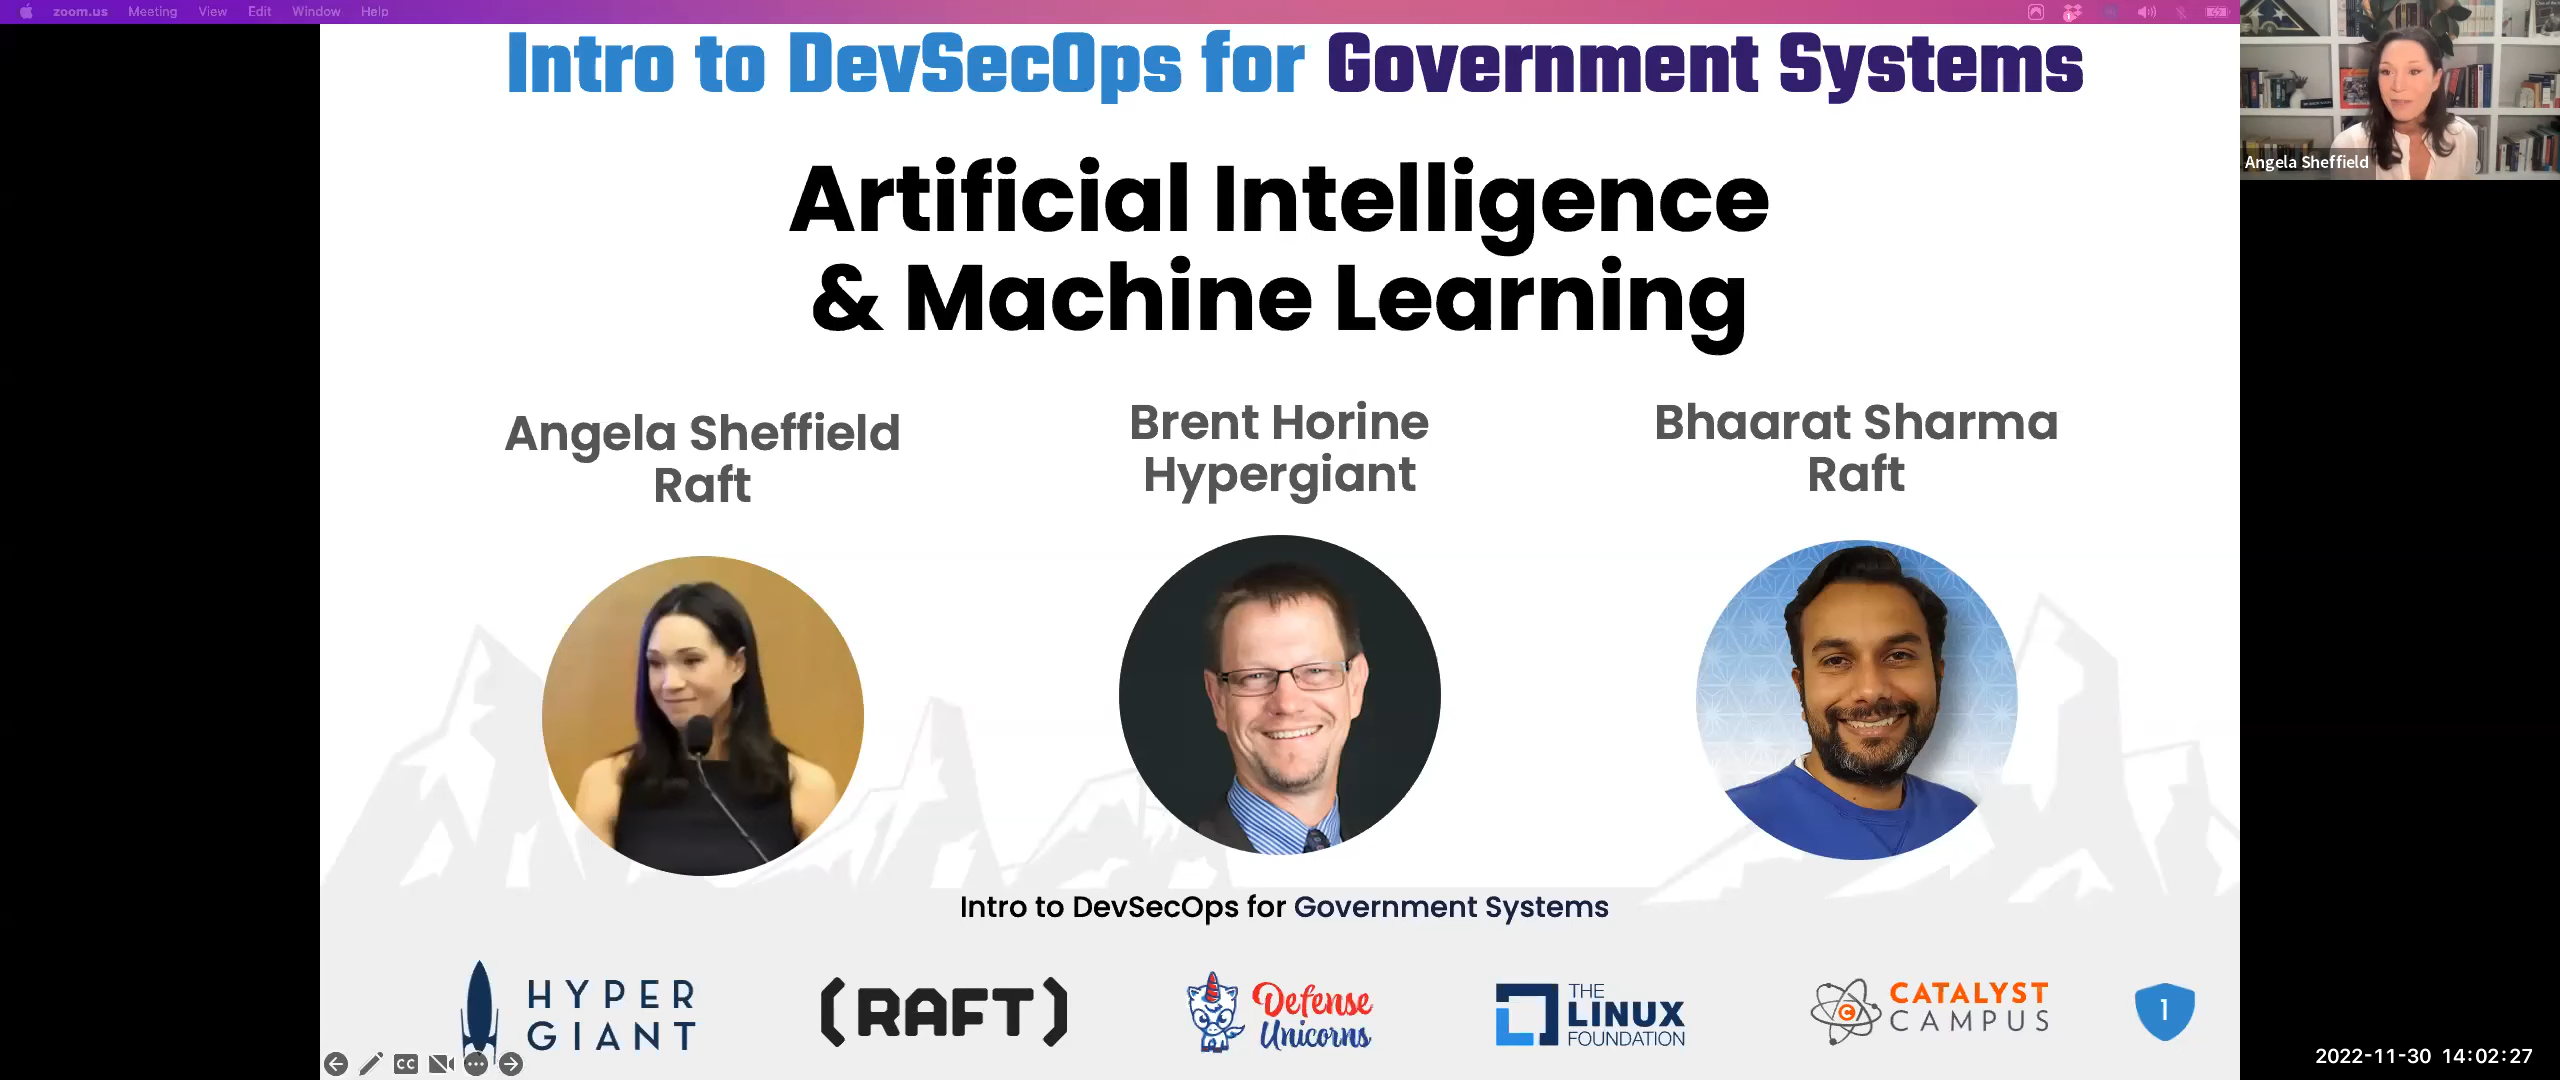 zoom.us Meeting View Edit Window Help
Intro to DevSecOps for Government Systems
Angela Sheffield
Artificial Intelligence
& Machine Learning
Angela Sheffield
Raft
Brent Horine
Hypergiant
Bhaarat Sharma
Raft
Intro to DevSecOps for Government Systems
HYPER
GIANT
(RAFT)
Defense
Unicorns
THE
LINUX
FOUNDATION
C
CATALYST
CAMPUS
1
CC
2022-11-30 14:02:27